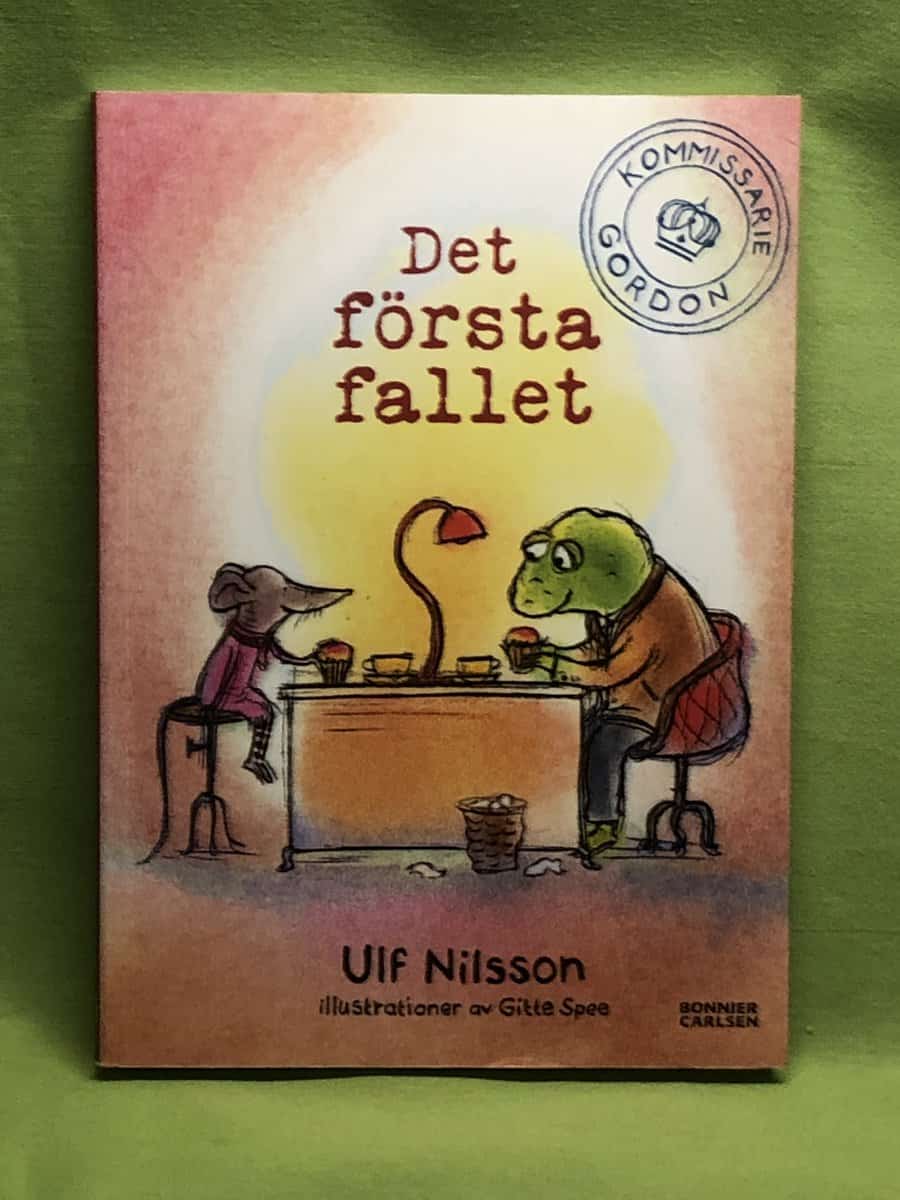 KOMMISSARIE
GORDON
Det
första
fallet
Ulf Nilsson
illustrationer av Gitte Spee
BONNIER
CARLSEN